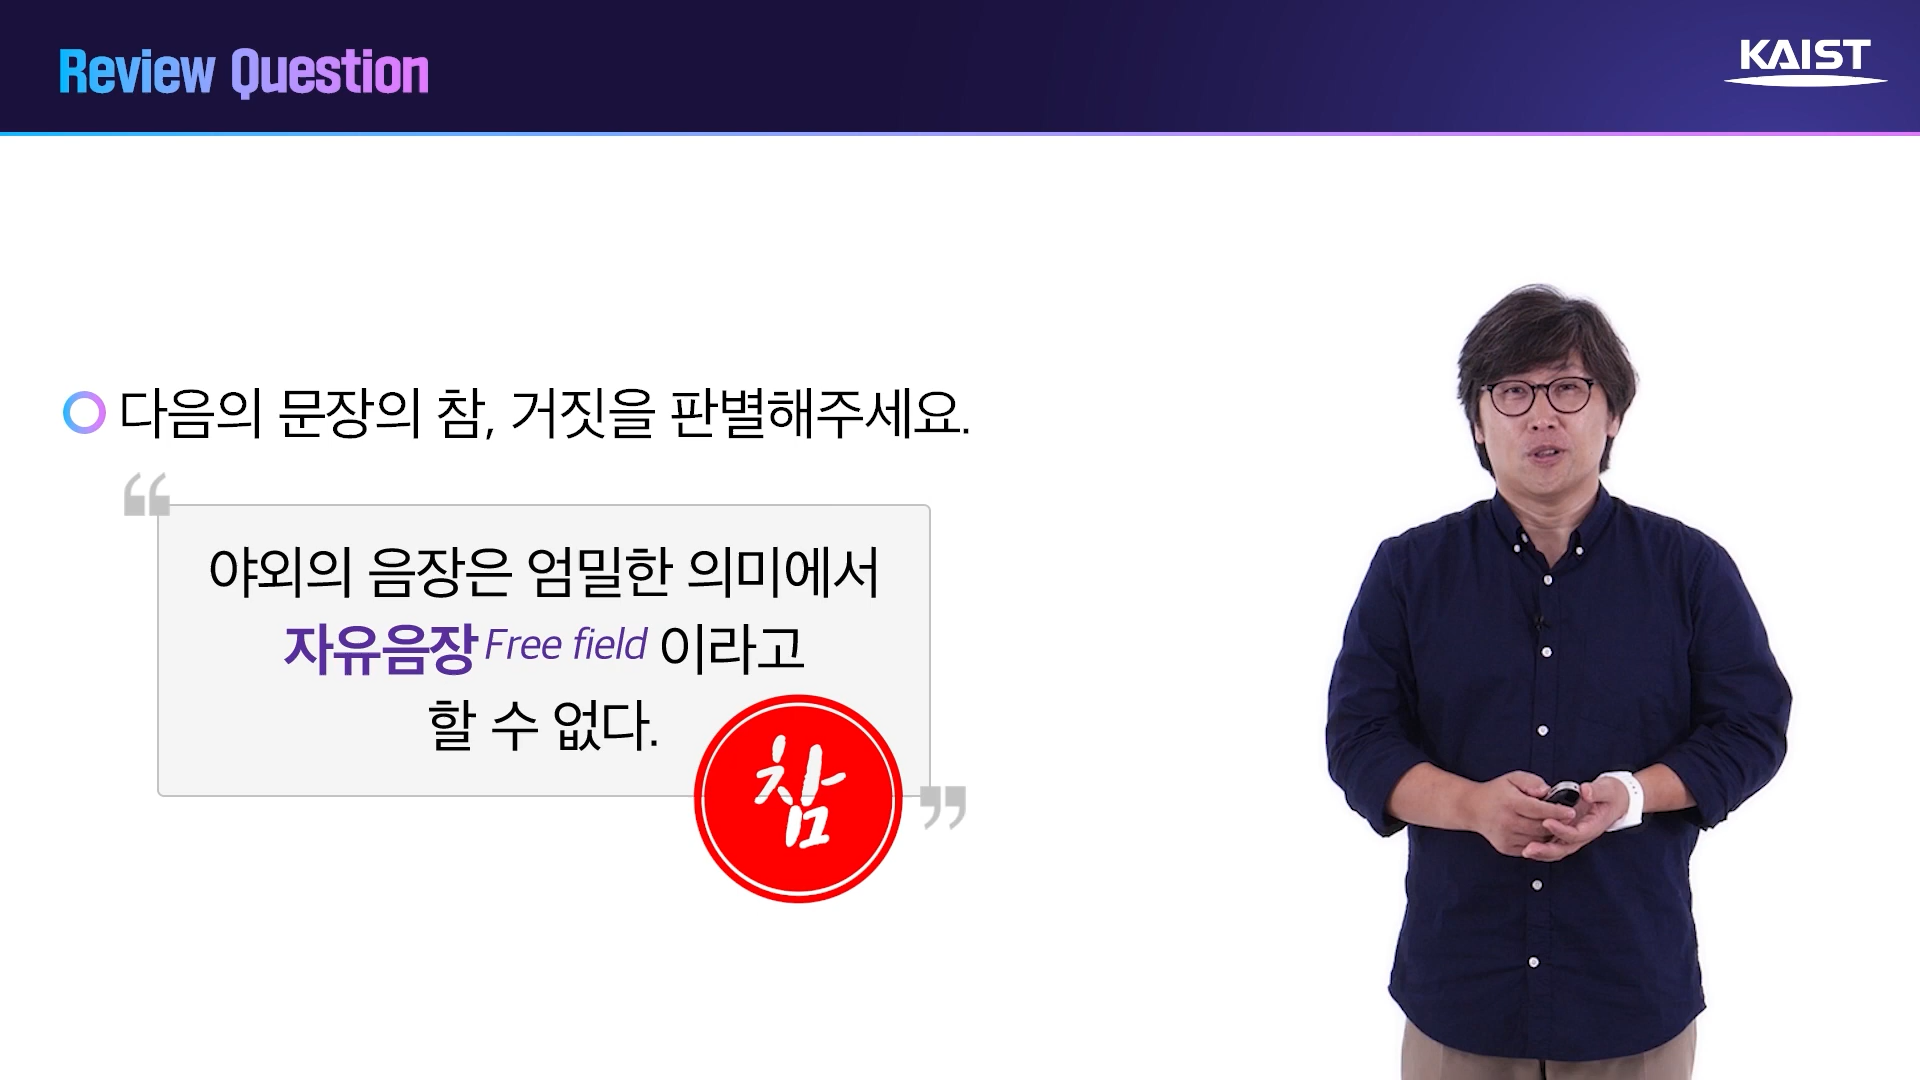 Review Question
KAIST
다음의 문장의 참, 거짓을 판별해주세요.
“
야외의 음장은 엄밀한 의미에서
자유음장 Free field 이라고
할 수 없다.
참
”